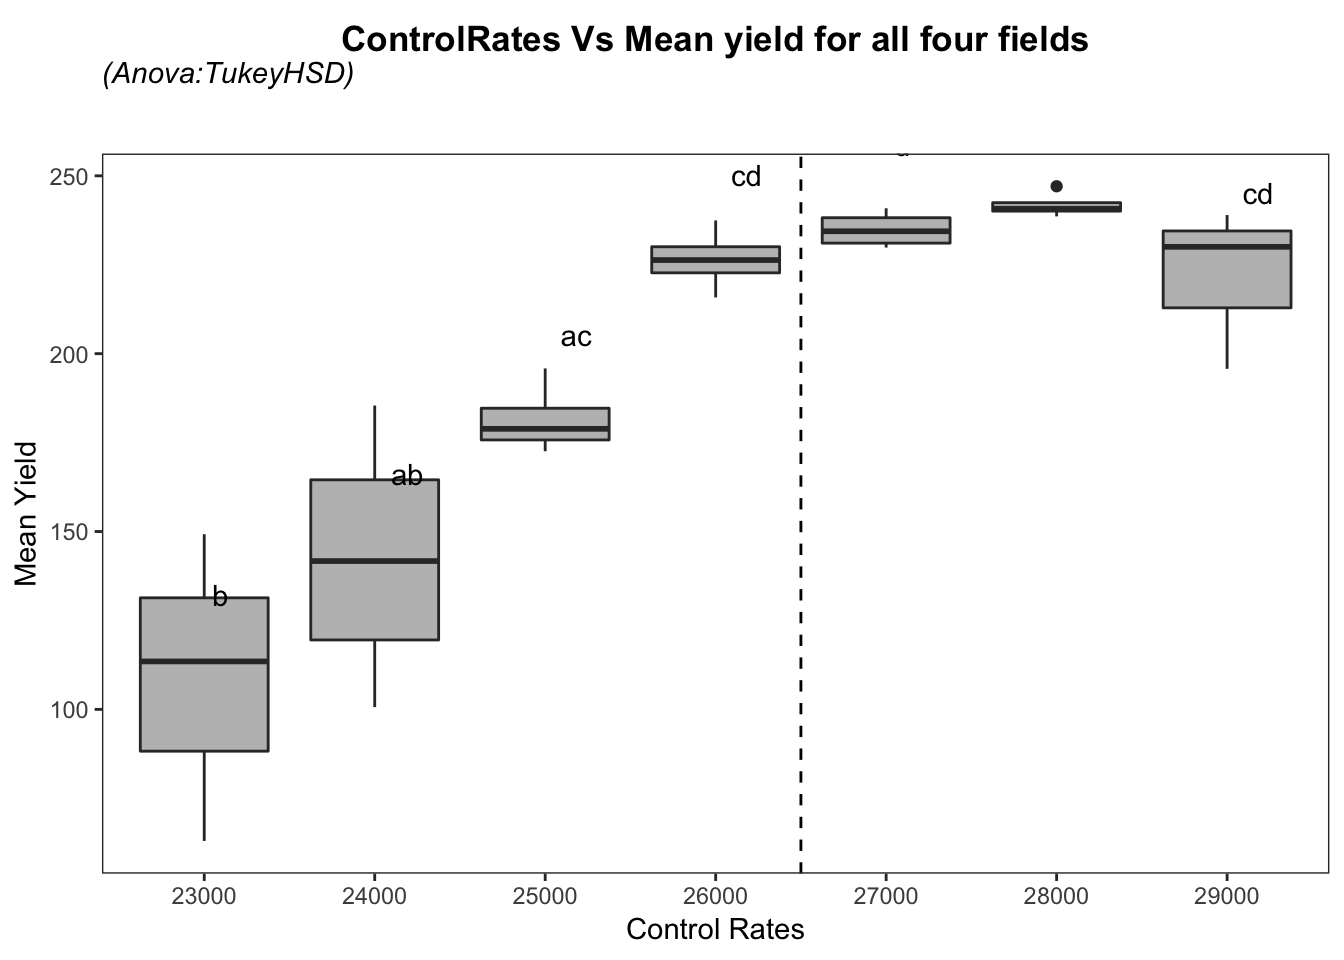 ControlRates Vs Mean yield for all four fields
(Anova:TukeyHSD)
250
200
150
100
Mean Yield
b
ab
ac
cd
cd
23000 24000 25000 26000 27000 28000 29000
Control Rates